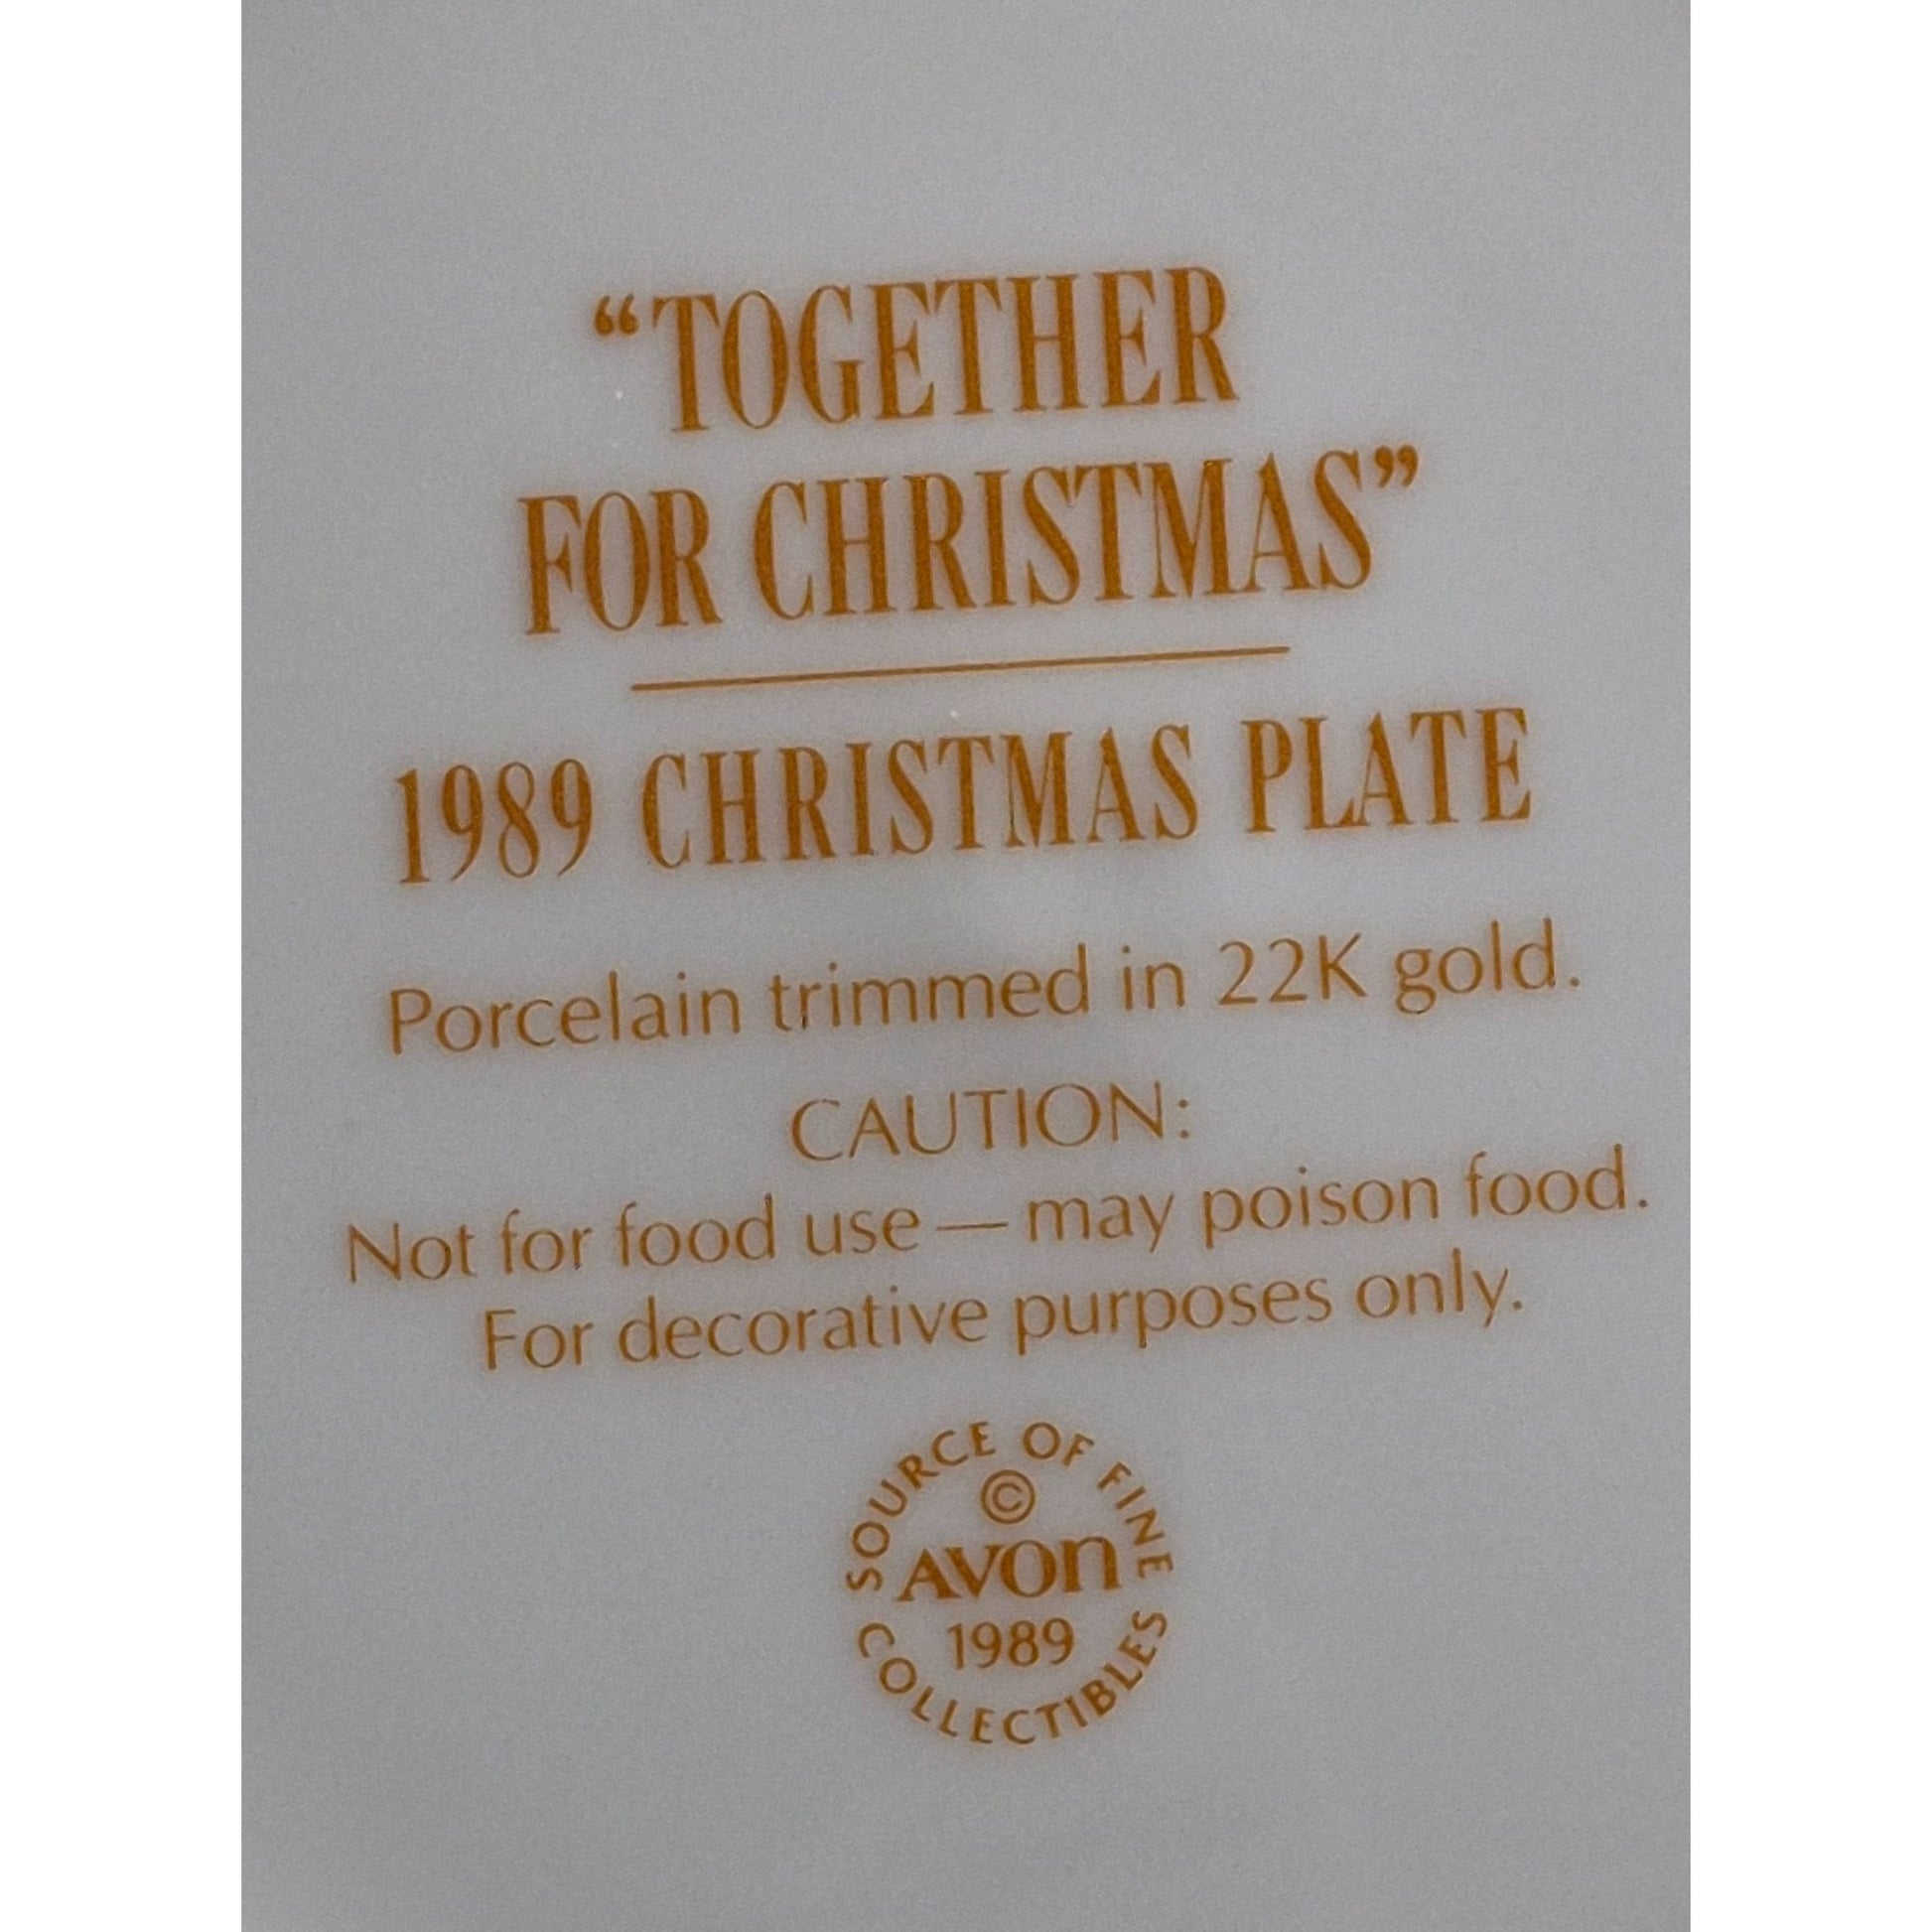 “TOGETHER
FOR CHRISTMAS”
1989 CHRISTMAS PLATE
Porcelain trimmed in 22K gold.
CAUTION:
Not for food use — may poison food.
For decorative purposes only.
SOURCE OF FINE
©
AVON
1989
COLLECTIBLES